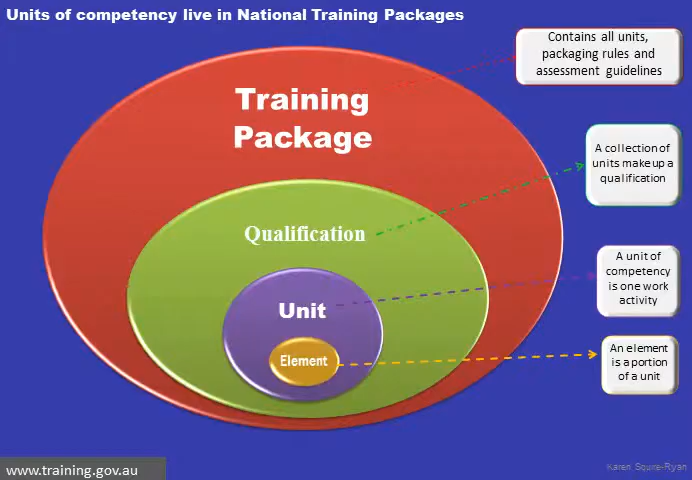 Units of competency live in National Training Packages
Contains all units,
packaging rules and
assessment guidelines
Training
Package
A collection of
units make up a
qualification
Qualification
A unit of
competency
is one work
activity
Unit
An element
is a portion
of a unit
Element
www.training.gov.au
Karen Squire-Ryan